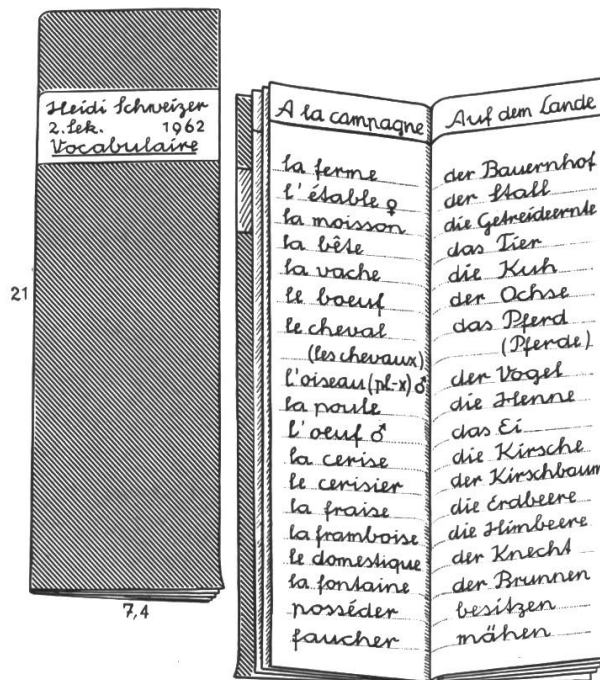 Heidi Schweizer
2. Sek. 1962
Vocabulaire
21
7,4
A la campagne
la ferme
l'étable ♀
la moisson
la bête
la vache
le boeuf
le cheval
(les chevaux)
l'oiseau (pl-x) ♂
la poule
l'oeuf ♂
la cerise
le cerisier
la fraise
la framboise
le domestique
la fontaine
posséder
faucher
Auf dem Lande
der Bauernhof
der Stall
die Getreideernte
das Tier
die Kuh
der Ochse
das Pferd
(Pferde)
der Vogel
die Henne
das Ei
die Kirsche
der Kirschbaum
die Erdbeere
die Himbeere
der Knecht
der Brunnen
besitzen
mähen